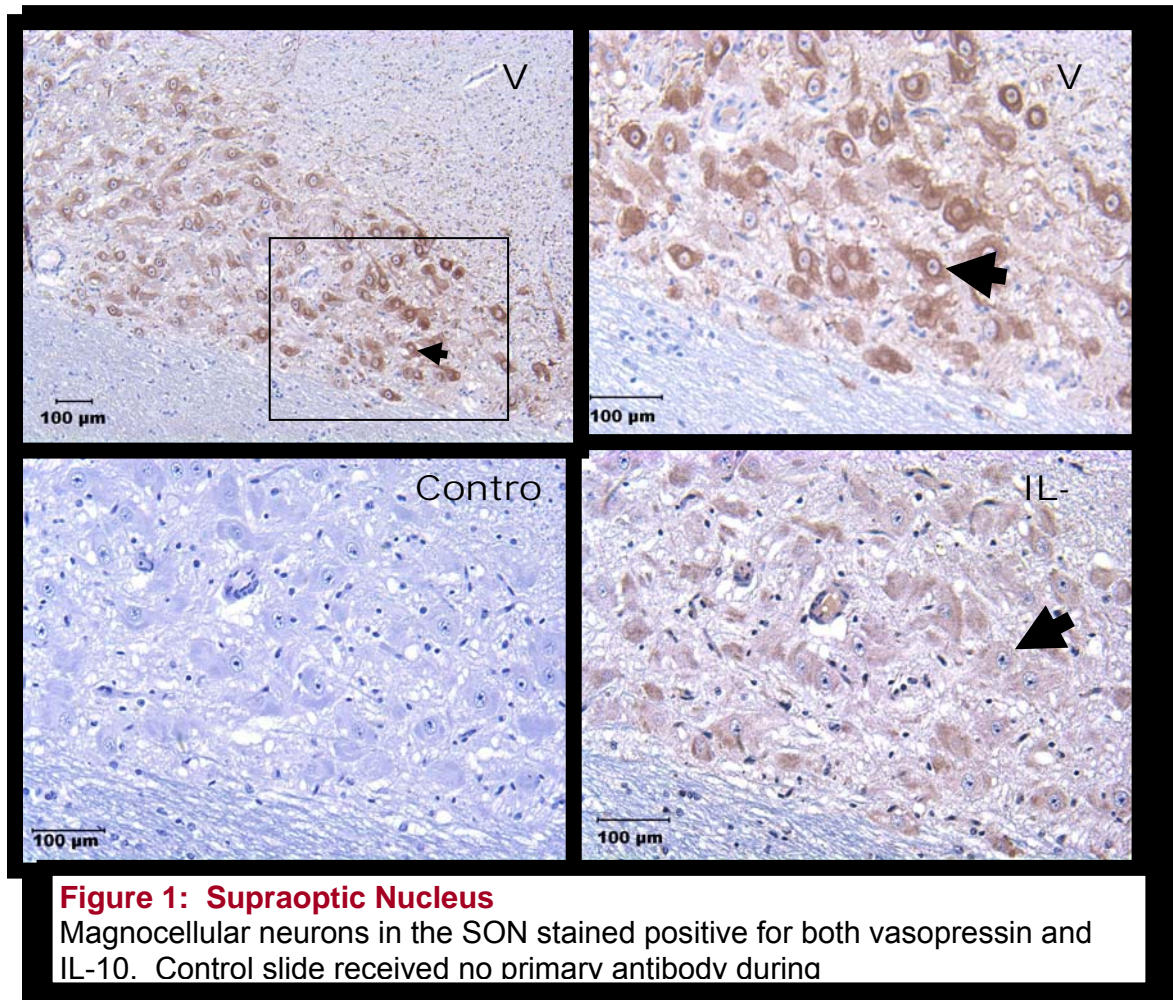 V
V
100 µm
100 µm
Contro
IL-
100 µm
100 µm
Figure 1: Supraoptic Nucleus
Magnocellular neurons in the SON stained positive for both vasopressin and
IL-10. Control slide received no primary antibody during